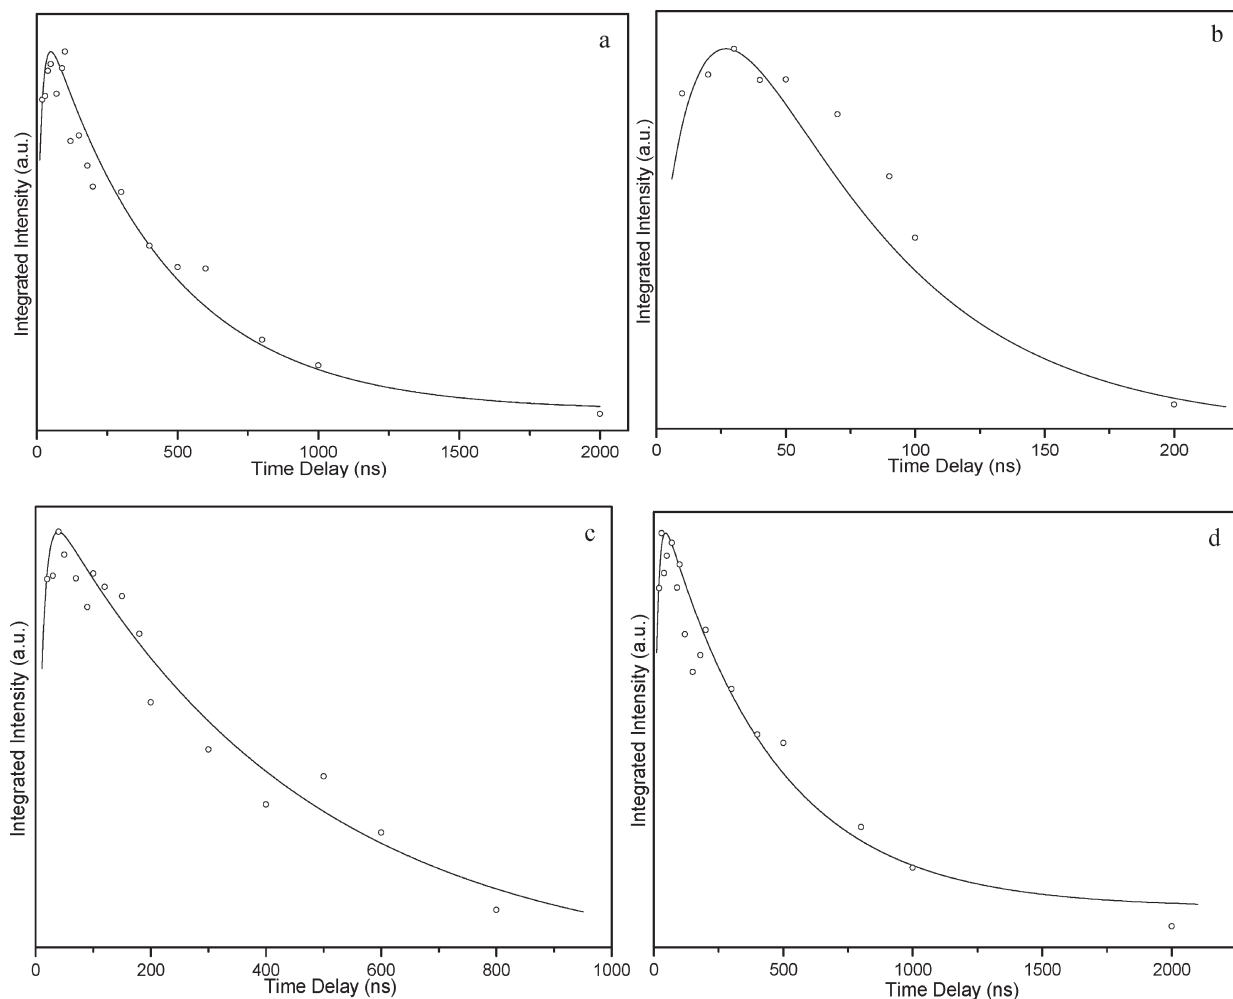 a
Integrated Intensity (a.u.)
0 500 1000 1500 2000
Time Delay (ns)
b
Integrated Intensity (a.u.)
0 50 100 150 200
Time Delay (ns)
c
Integrated Intensity (a.u.)
0 200 400 600 800 1000
Time Delay (ns)
d
Integrated Intensity (a.u.)
0 500 1000 1500 2000
Time Delay (ns)